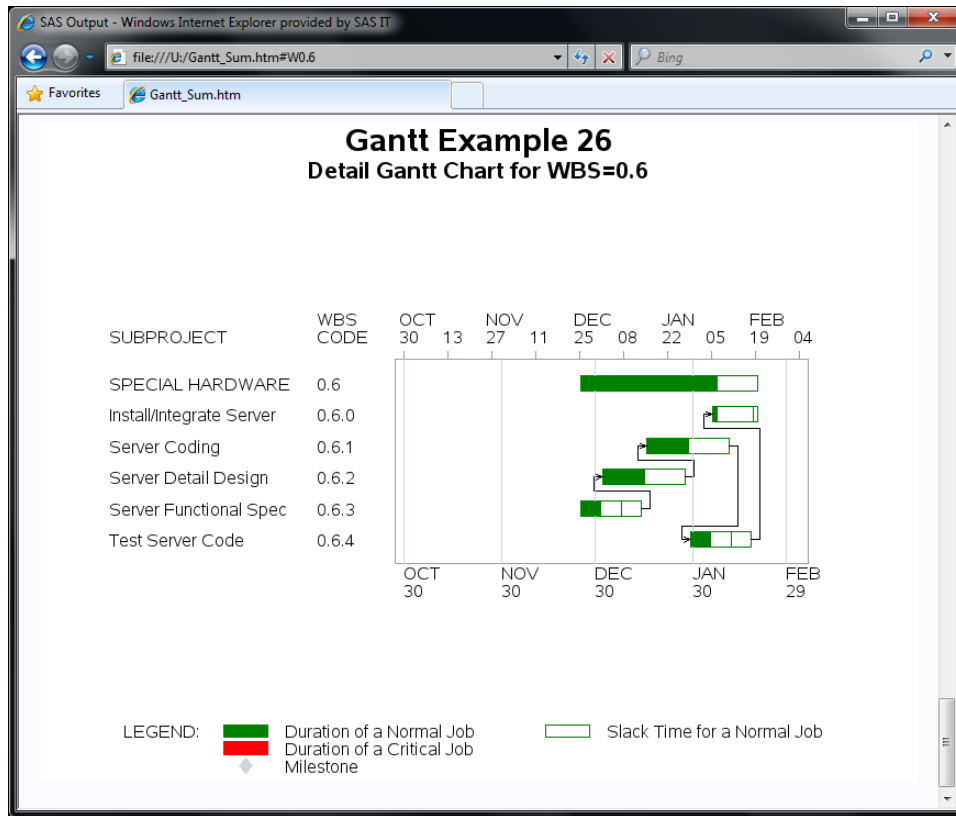 SAS Output - Windows Internet Explorer provided by SAS IT
file:///U:/Gantt_Sum.htm#W0.6
Bing
Favorites
Gantt_Sum.htm
Gantt Example 26
Detail Gantt Chart for WBS=0.6
WBS OCT NOV DEC JAN FEB
SUBPROJECT CODE 30 13 27 11 25 08 22 05 19 04
SPECIAL HARDWARE 0.6
Install/Integrate Server 0.6.0
Server Coding 0.6.1
Server Detail Design 0.6.2
Server Functional Spec 0.6.3
Test Server Code 0.6.4
OCT NOV DEC JAN FEB
30 30 30 30 29
LEGEND: Duration of a Normal Job Slack Time for a Normal Job
Duration of a Critical Job
Milestone